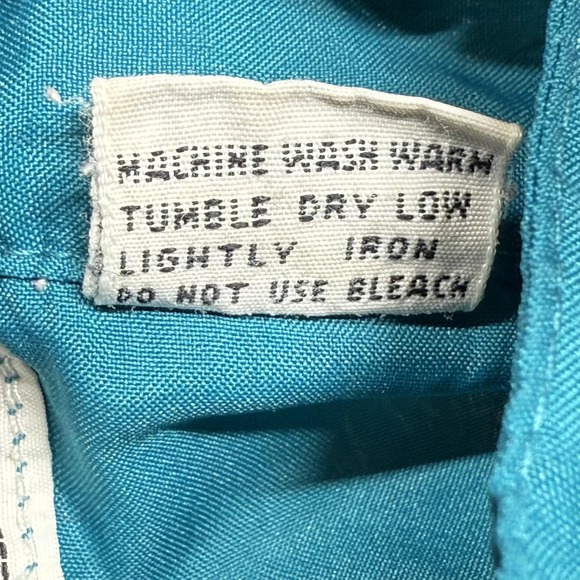 MACHINE WASH WARM
TUMBLE DRY LOW
LIGHTLY IRON
DO NOT USE BLEACH